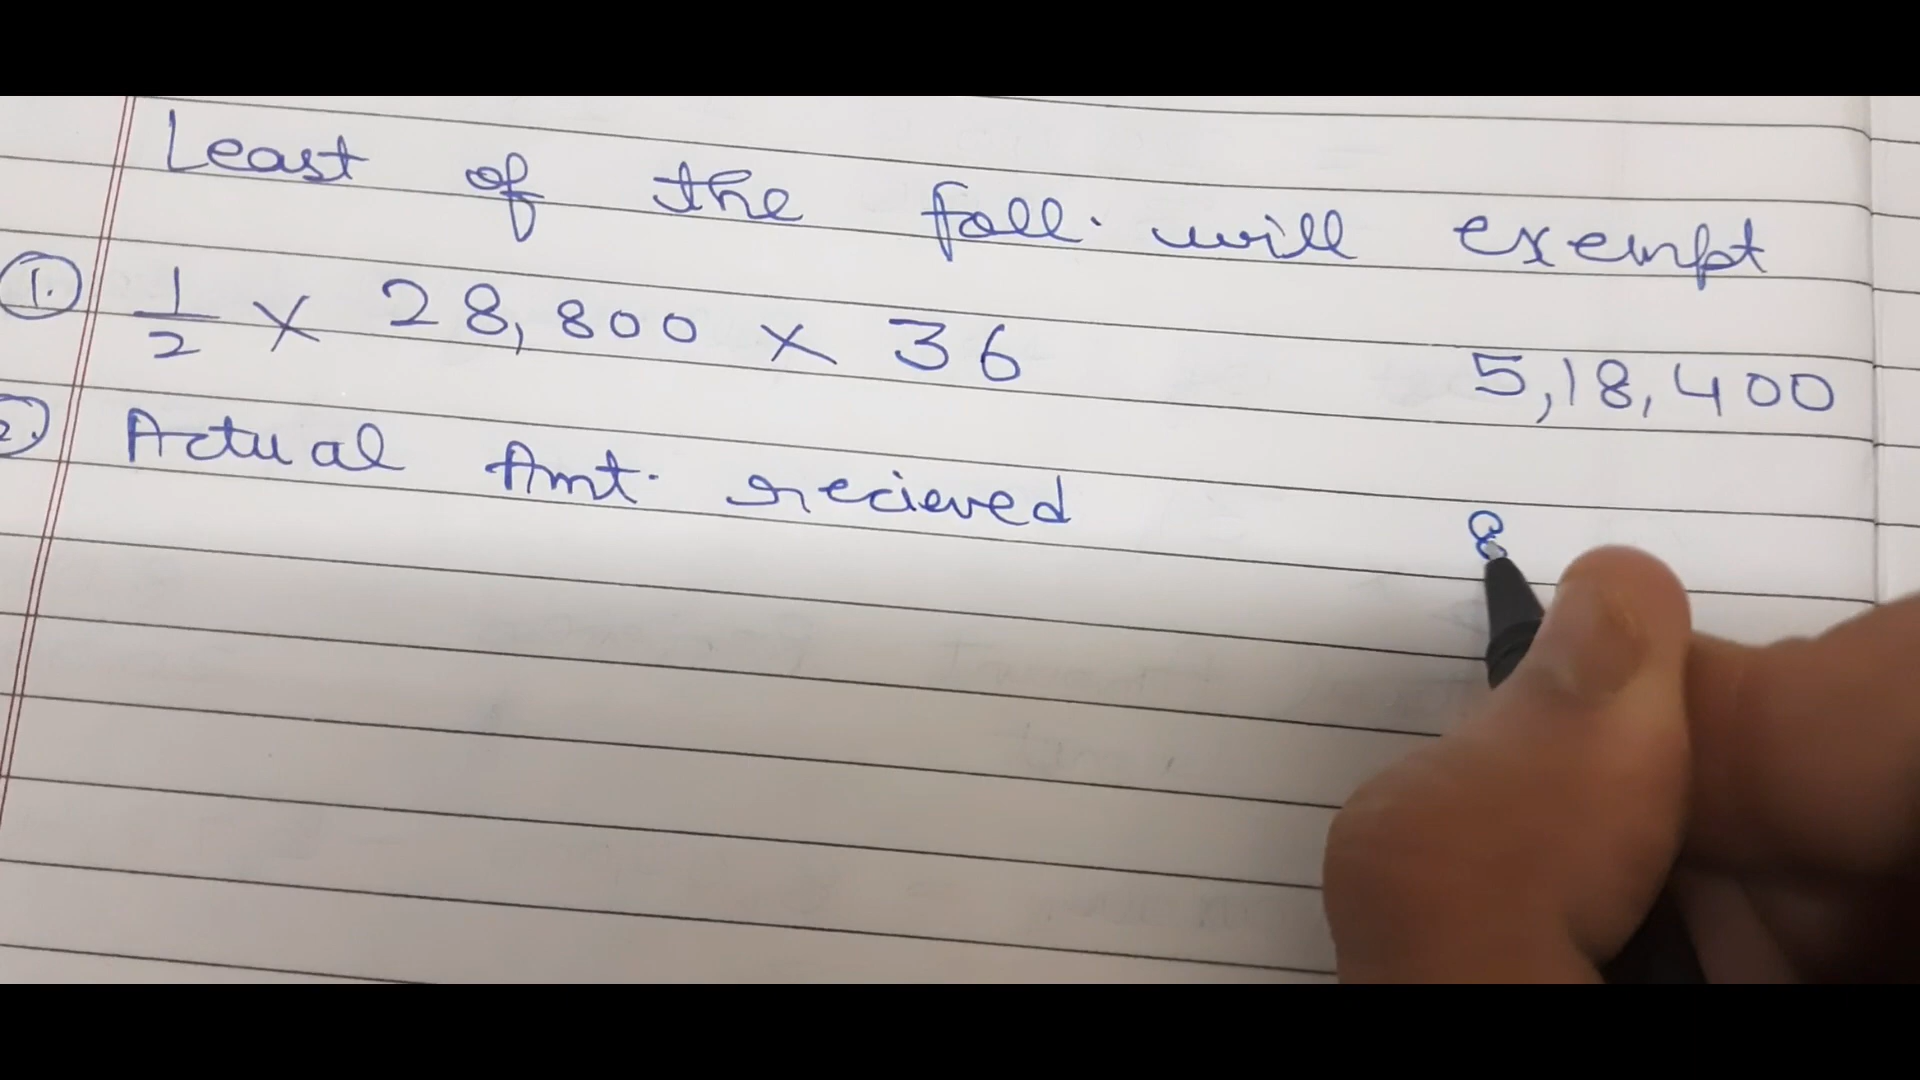 Least of the foll. will exempt
1. 1/2 × 28,800 × 36 5,18,400
2. Actual Amt. recieved 8